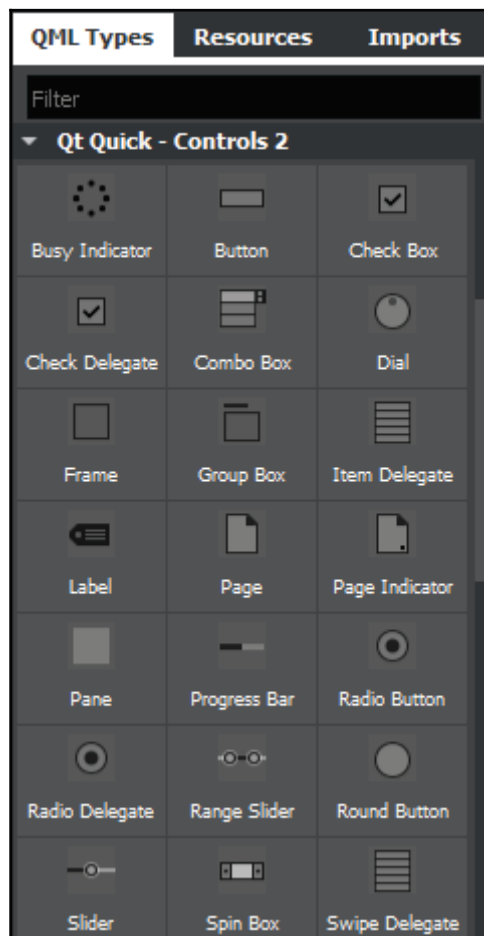 QML Types Resources Imports
Filter
Qt Quick - Controls 2
Busy Indicator Button Check Box
Check Delegate Combo Box Dial
Frame Group Box Item Delegate
Label Page Page Indicator
Pane Progress Bar Radio Button
Radio Delegate Range Slider Round Button
Slider Spin Box Swipe Delegate